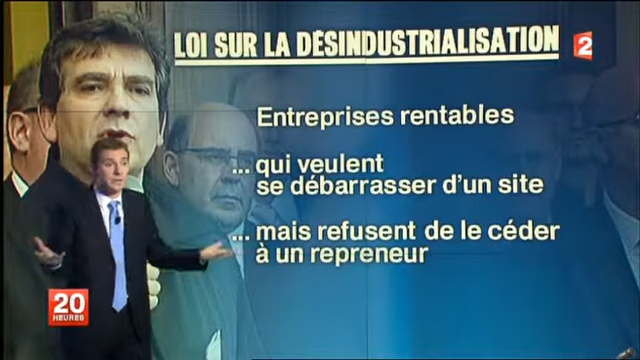 LOI SUR LA DÉSINDUSTRIALISATION
2
Entreprises rentables
... qui veulent
se débarrasser d'un site
... mais refusent de le céder
à un repreneur
20
HEURES